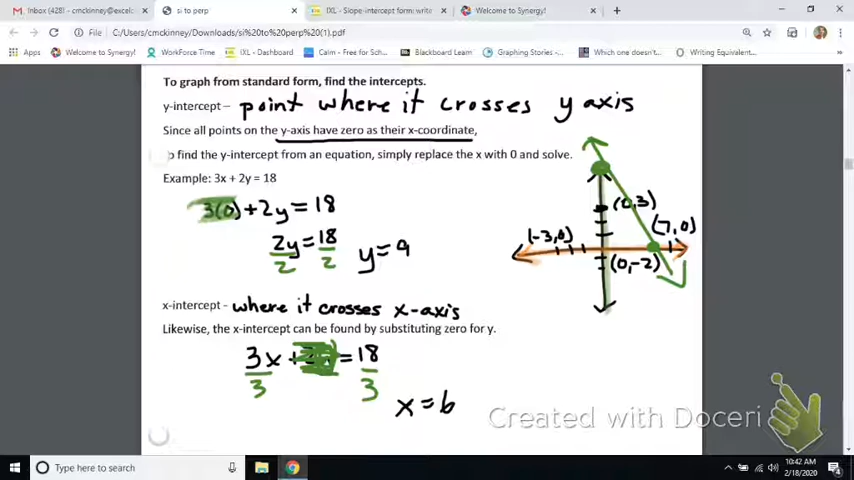 Inbox (0) - cmckinney@excelc
si to perp
IXL - Slope-intercept form: write
Welcome to Synergy!
File
C:/Users/cmckinney/Downloads/si%20to%20perp%20(1).pdf
Apps
Welcome to Synergy!
WorkForce Time
IXL - Dashboard
Calm - Free for Sch...
Blackboard Learn
Graphing Stories -...
Which one doesn't...
Writing Equivalent...
To graph from standard form, find the intercepts.
y-intercept – point where it crosses y axis
Since all points on the y-axis have zero as their x-coordinate,
to find the y-intercept from an equation, simply replace the x with 0 and solve.
Example: 3x + 2y = 18
3(0) + 2y = 18
2y = 18
2 2
y = 9
(0,3)
(-3,0)
(7,0)
(0,-2)
x-intercept - where it crosses x-axis
Likewise, the x-intercept can be found by substituting zero for y.
3x + = 18
3 3
x = 6
Created with Doceri
Type here to search
10:42 AM
2/18/2020